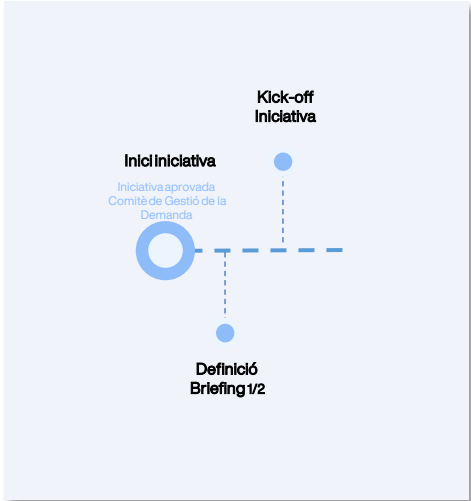 Kick-off
Iniciativa
Inici iniciativa
Iniciativa aprovada
Comitè de Gestió de la
Demanda
Definició
Briefing 1/2